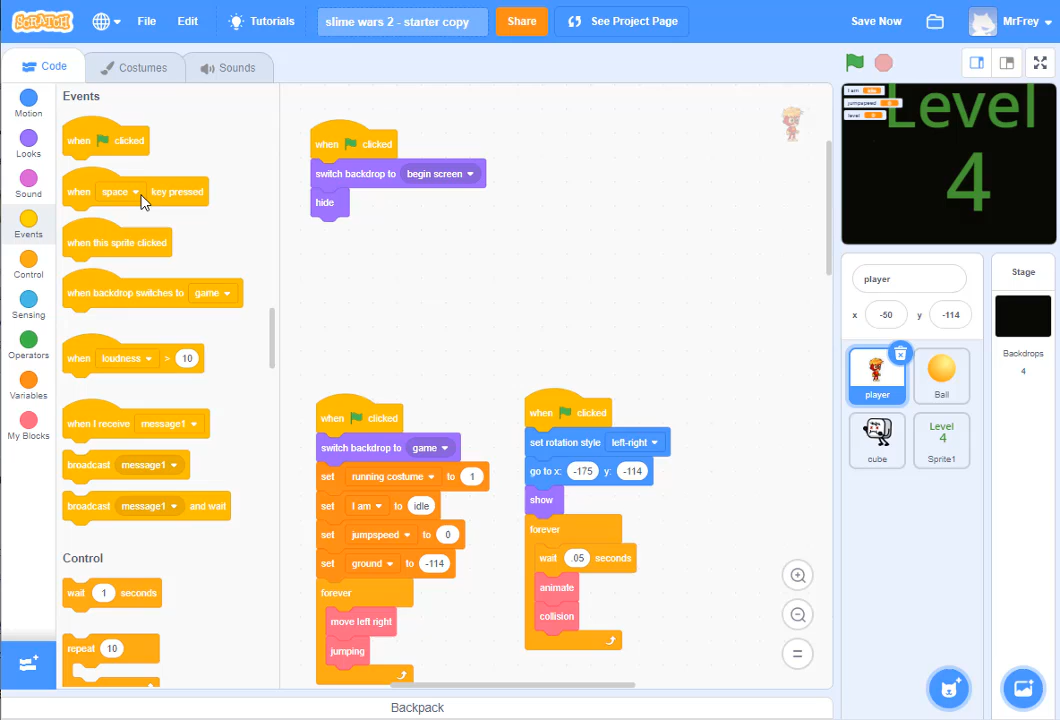 SCRATCH File Edit Tutorials slime wars 2 - starter copy Share See Project Page Save Now MrFrey
Code Costumes Sounds
Motion
Looks
Sound
Events
Control
Sensing
Operators
Variables
My Blocks
Events
when clicked
when space key pressed
when this sprite clicked
when backdrop switches to game
when loudness > 10
when I receive message1
broadcast message1
broadcast message1 and wait
Control
wait 1 seconds
repeat 10
when clicked
switch backdrop to begin screen
hide
when clicked
switch backdrop to game
set running costume to 1
set I am to idle
set jumpspeed to 0
set ground to -114
forever
move left right
jumping
when clicked
set rotation style left-right
go to x: -175 y: -114
show
forever
wait .05 seconds
animate
collision
I am
jumpspeed
level
Level
4
player
x -50 y -114
player
Ball
cube
Level
4
Sprite1
Stage
Backdrops
4
Backpack